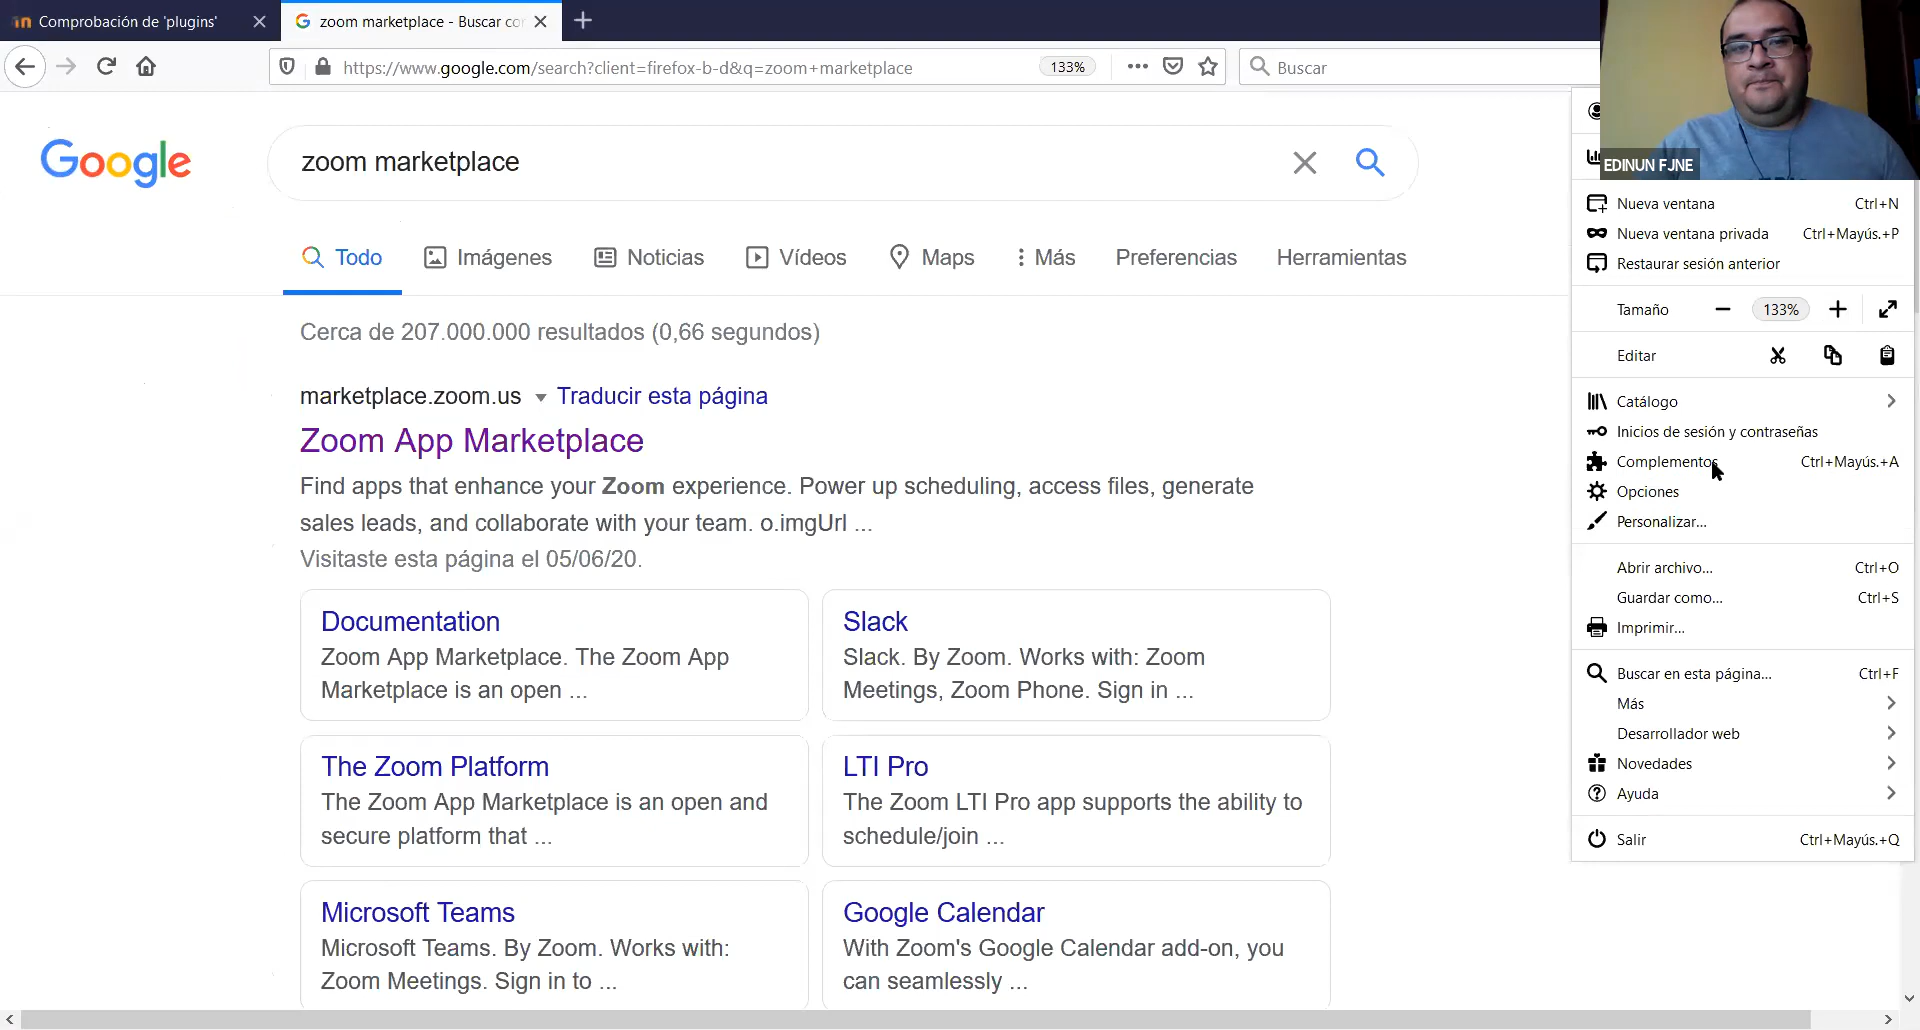 Comprobación de 'plugins'
zoom marketplace - Buscar co
https://www.google.com/search?client=firefox-b-d&q=zoom+marketplace
133%
Buscar
EDINUN FJNE
Google
zoom marketplace
Todo
Imágenes
Noticias
Vídeos
Maps
Más
Preferencias
Herramientas
Cerca de 207.000.000 resultados (0,66 segundos)
marketplace.zoom.us
Traducir esta página
Zoom App Marketplace
Find apps that enhance your Zoom experience. Power up scheduling, access files, generate
sales leads, and collaborate with your team. o.imgUrl ...
Visitaste esta página el 05/06/20.
Documentation
Zoom App Marketplace. The Zoom App
Marketplace is an open ...
Slack
Slack. By Zoom. Works with: Zoom
Meetings, Zoom Phone. Sign in ...
The Zoom Platform
The Zoom App Marketplace is an open and
secure platform that ...
LTI Pro
The Zoom LTI Pro app supports the ability to
schedule/join ...
Microsoft Teams
Microsoft Teams. By Zoom. Works with:
Zoom Meetings. Sign in to ...
Google Calendar
With Zoom's Google Calendar add-on, you
can seamlessly ...
Nueva ventana Ctrl+N
Nueva ventana privada Ctrl+Mayús.+P
Restaurar sesión anterior
Tamaño 133%
Editar
Catálogo
Inicios de sesión y contraseñas
Complementos Ctrl+Mayús.+A
Opciones
Personalizar...
Abrir archivo... Ctrl+O
Guardar como... Ctrl+S
Imprimir...
Buscar en esta página... Ctrl+F
Más
Desarrollador web
Novedades
Ayuda
Salir Ctrl+Mayús.+Q